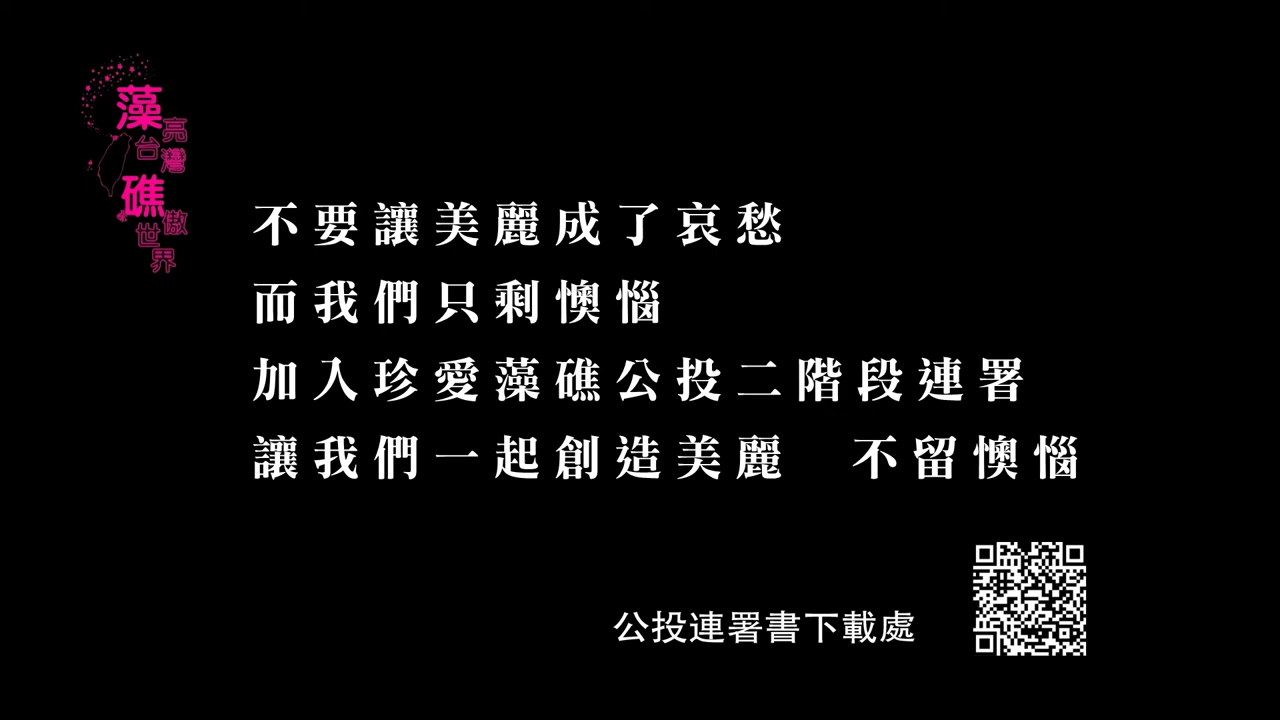 藻亮台灣
礁傲世界
不要讓美麗成了哀愁
而我們只剩懊惱
加入珍愛藻礁公投二階段連署
讓我們一起創造美麗　不留懊惱
公投連署書下載處